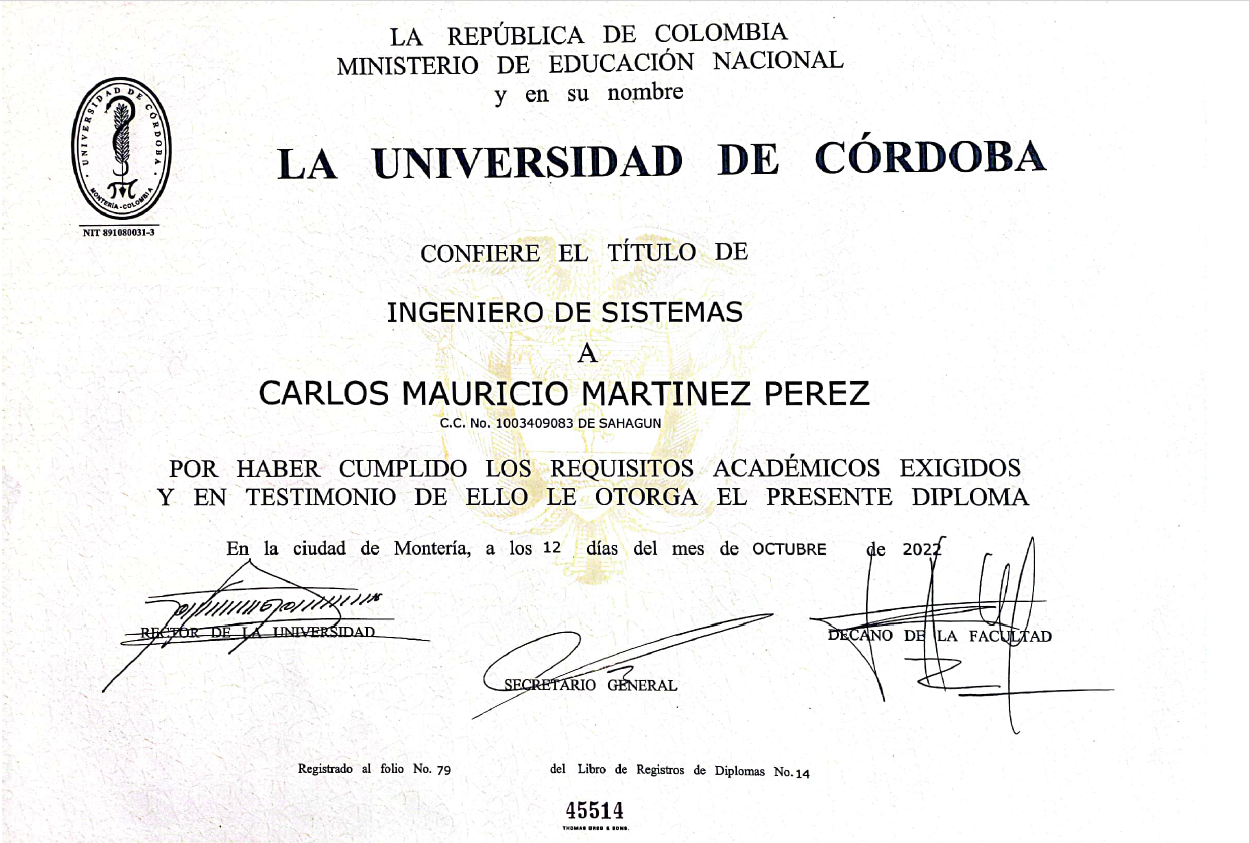 LA REPÚBLICA DE COLOMBIA
MINISTERIO DE EDUCACIÓN NACIONAL
y en su nombre
UNIVERSIDAD DE CÓRDOBA
MONTERÍA - COLOMBIA
NIT 891080031-3
LA UNIVERSIDAD DE CÓRDOBA
CONFIERE EL TÍTULO DE
INGENIERO DE SISTEMAS
A
CARLOS MAURICIO MARTINEZ PEREZ
C.C. No. 1003409083 DE SAHAGUN
POR HABER CUMPLIDO LOS REQUISITOS ACADÉMICOS EXIGIDOS
Y EN TESTIMONIO DE ELLO LE OTORGA EL PRESENTE DIPLOMA
En la ciudad de Montería, a los 12 días del mes de OCTUBRE de 2022
RECTOR DE LA UNIVERSIDAD
DECANO DE LA FACULTAD
SECRETARIO GENERAL
Registrado al folio No. 79 del Libro de Registros de Diplomas No. 14
45514
THOMAS GREG & SONS.